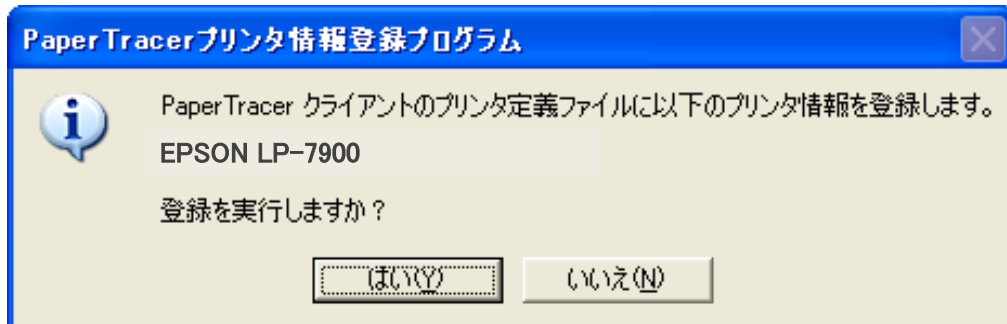 PaperTracerプリンタ情報登録プログラム
PaperTracer クライアントのプリンタ定義ファイルに以下のプリンタ情報を登録します。
EPSON LP-7900
登録を実行しますか？
はい(Y) いいえ(N)